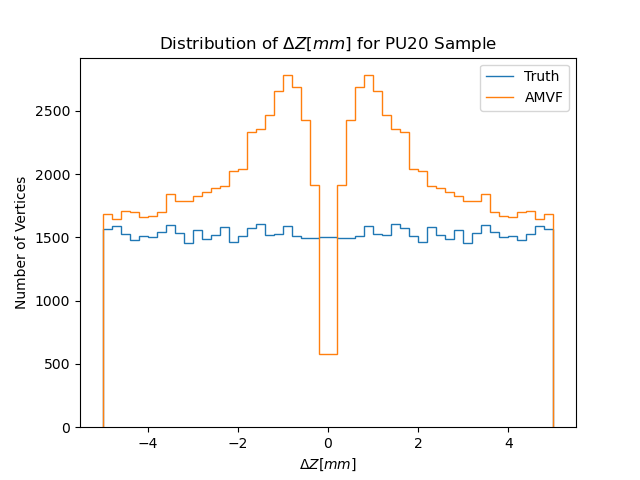 Distribution of ΔZ[mm] for PU20 Sample
Truth
AMVF
Number of Vertices
2500
2000
1500
1000
500
0
−4
−2
0
2
4
ΔZ[mm]